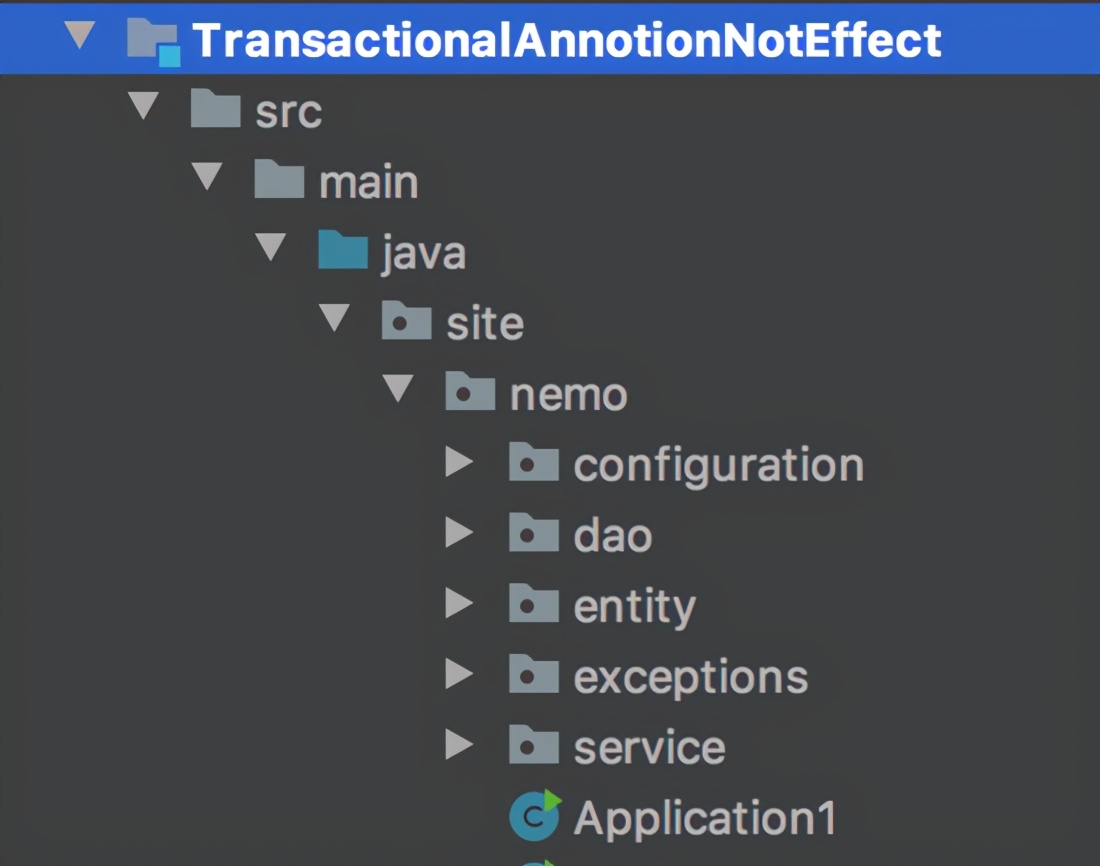 TransactionalAnnotionNotEffect
src
main
java
site
nemo
configuration
dao
entity
exceptions
service
Application1